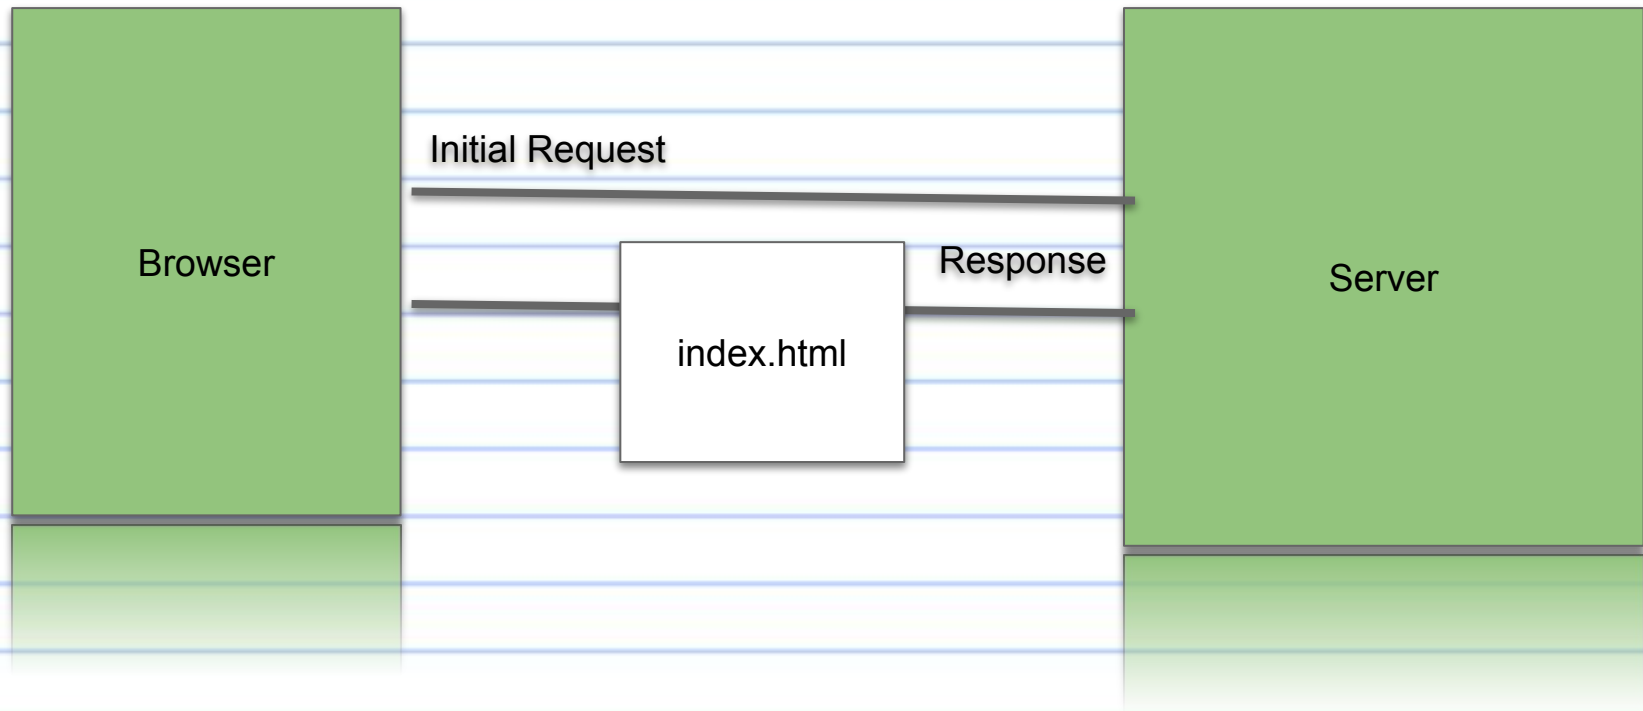 Initial Request
Browser
Response
Server
index.html